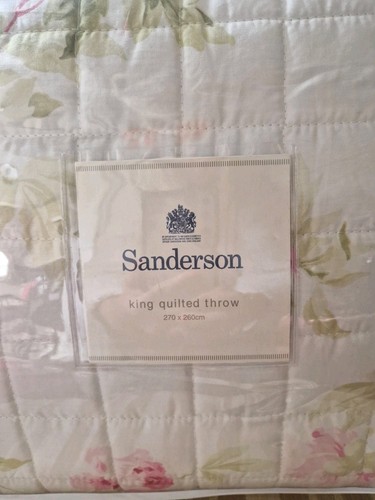 Sanderson
king quilted throw
270 x 260cm